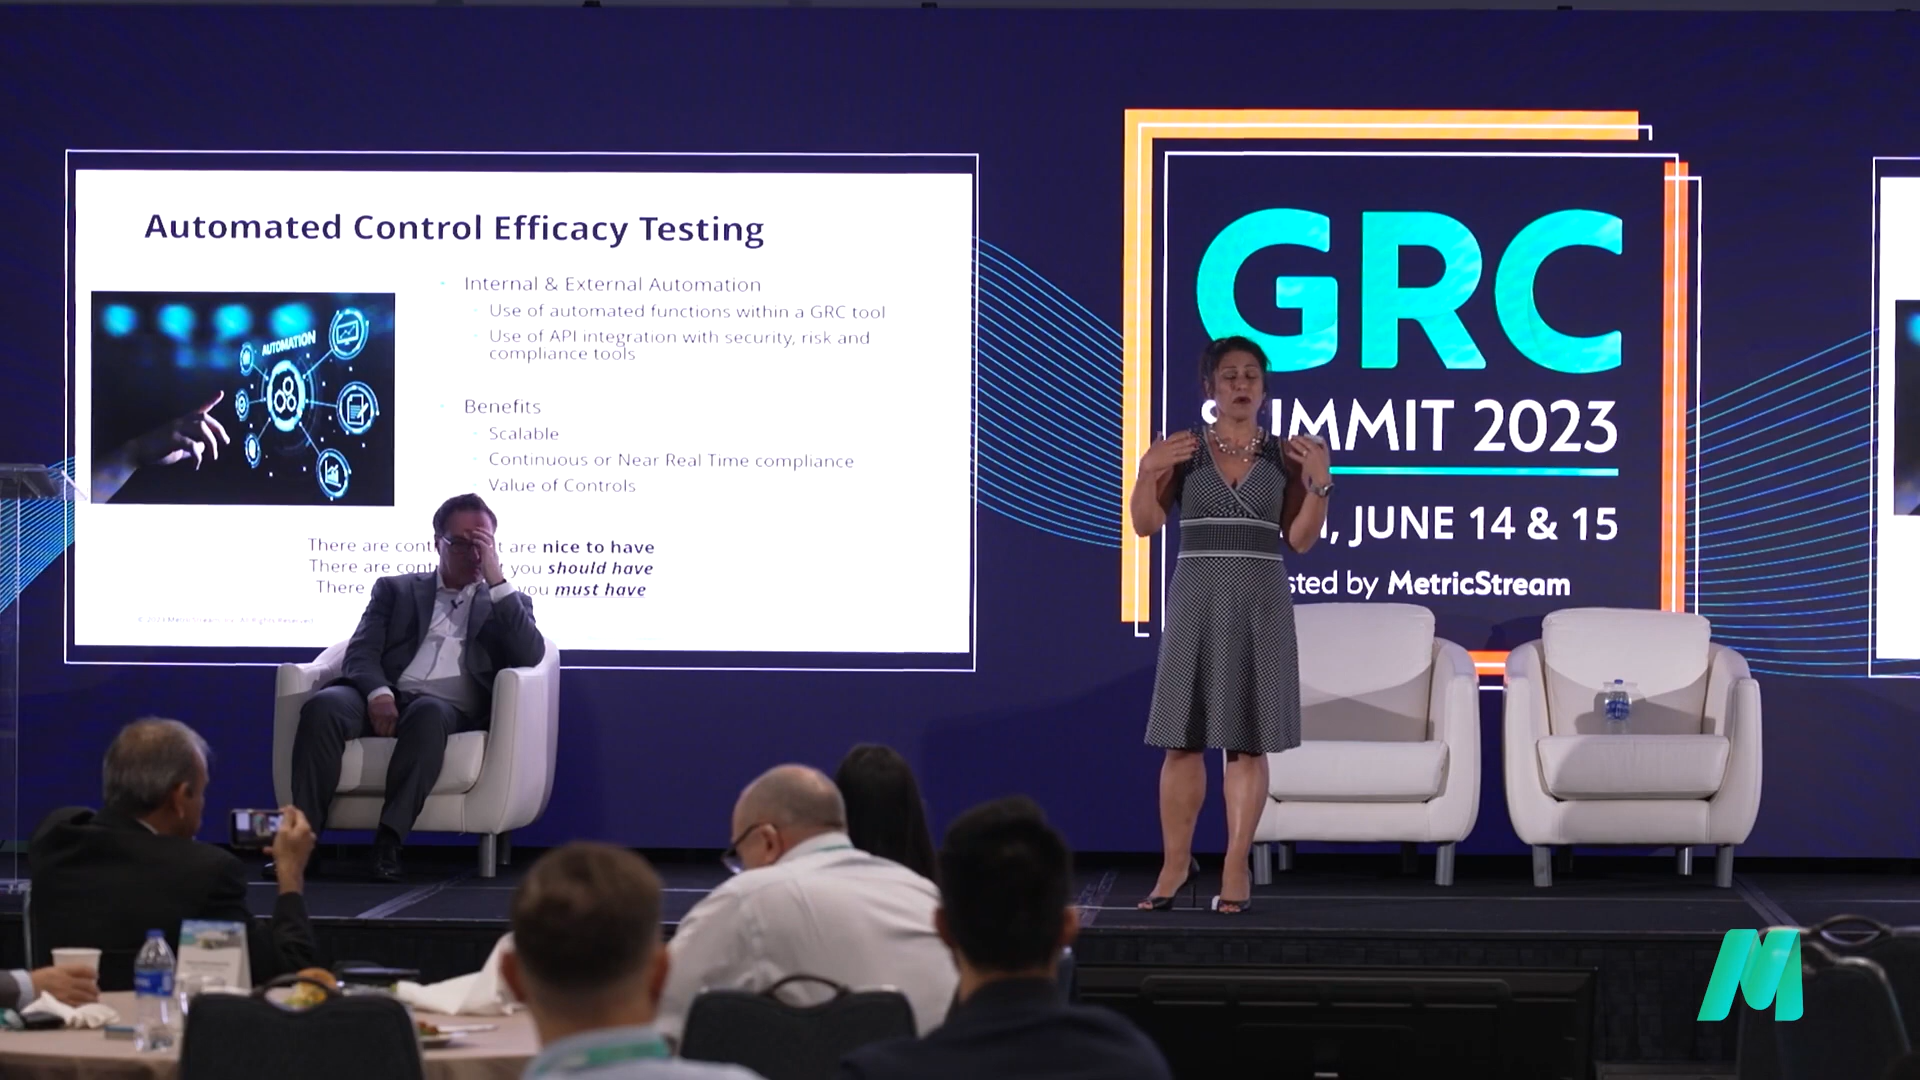 Automated Control Efficacy Testing
Internal & External Automation
Use of automated functions within a GRC tool
Use of API integration with security, risk and
compliance tools
Benefits
Scalable
Continuous or Near Real Time compliance
Value of Controls
There are cont t are nice to have
There are cont you should have
There you must have
AUTOMATION
GRC
SUMMIT 2023
, JUNE 14 & 15
sted by MetricStream
M